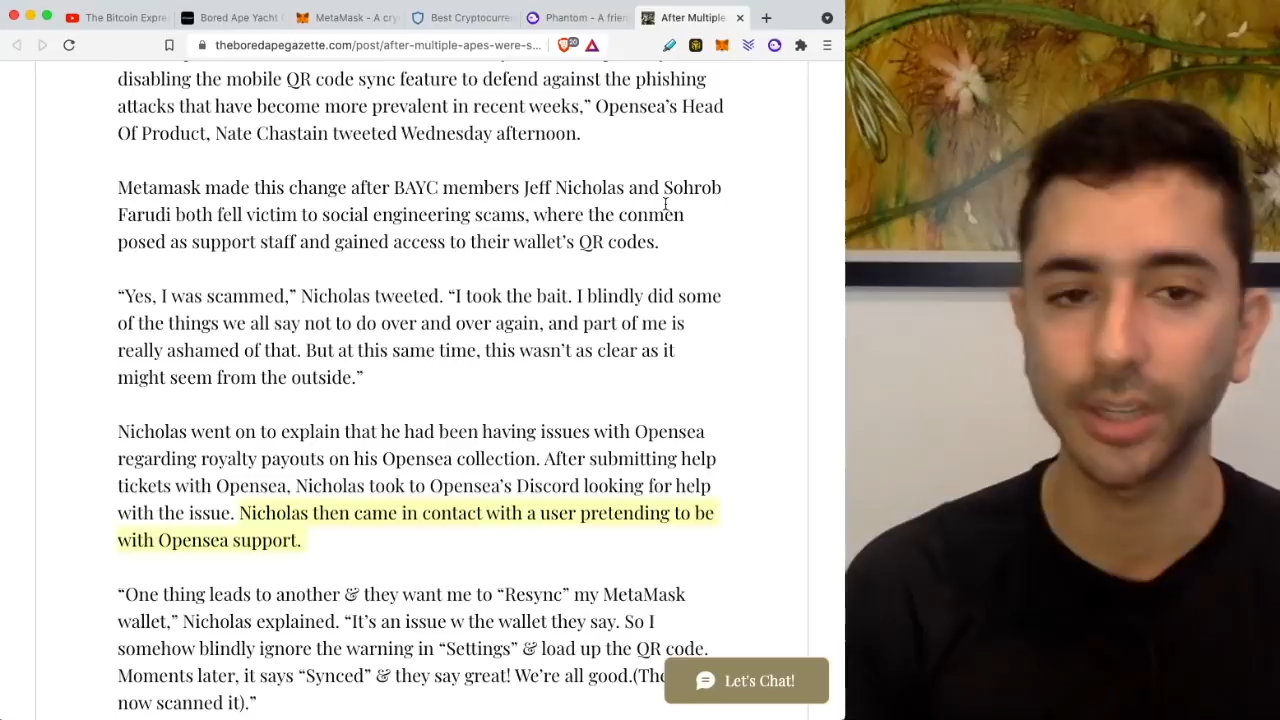 The Bitcoin Expre
Bored Ape Yacht
MetaMask - A cry
Best Cryptocurre
Phantom - A frien
After Multiple
theboredapegazette.com/post/after-multiple-apes-were-s...
20
disabling the mobile QR code sync feature to defend against the phishing
attacks that have become more prevalent in recent weeks,” Opensea’s Head
Of Product, Nate Chastain tweeted Wednesday afternoon.
Metamask made this change after BAYC members Jeff Nicholas and Sohrob
Farudi both fell victim to social engineering scams, where the conmen
posed as support staff and gained access to their wallet’s QR codes.
“Yes, I was scammed,” Nicholas tweeted. “I took the bait. I blindly did some
of the things we all say not to do over and over again, and part of me is
really ashamed of that. But at this same time, this wasn’t as clear as it
might seem from the outside.”
Nicholas went on to explain that he had been having issues with Opensea
regarding royalty payouts on his Opensea collection. After submitting help
tickets with Opensea, Nicholas took to Opensea’s Discord looking for help
with the issue. Nicholas then came in contact with a user pretending to be
with Opensea support.
“One thing leads to another & they want me to “Resync” my MetaMask
wallet,” Nicholas explained. “It’s an issue w the wallet they say. So I
somehow blindly ignore the warning in “Settings” & load up the QR code.
Moments later, it says “Synced” & they say great! We’re all good.(The
now scanned it).”
Let's Chat!